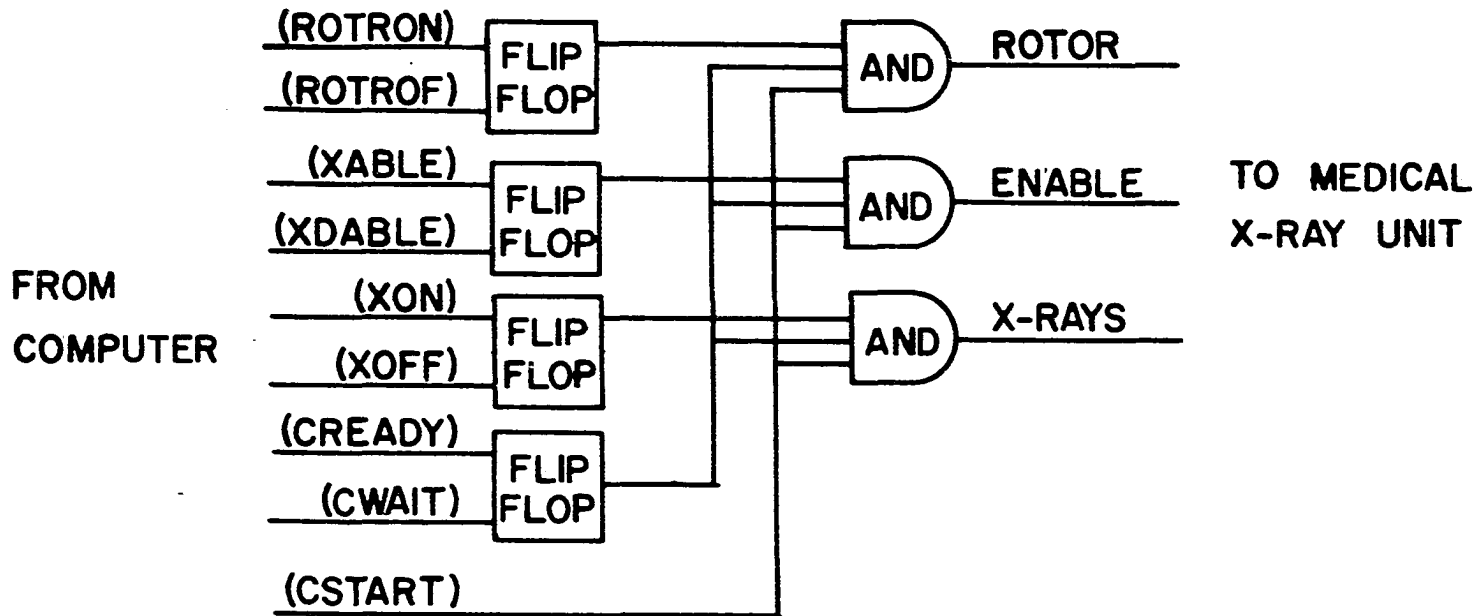 (ROTRON)
(ROTROF)
FLIP
FLOP
AND
ROTOR
(XABLE)
(XDABLE)
FLIP
FLOP
AND
ENABLE
TO MEDICAL
X-RAY UNIT
FROM
COMPUTER
(XON)
(XOFF)
FLIP
FLOP
AND
X-RAYS
(CREADY)
(CWAIT)
FLIP
FLOP
(CSTART)